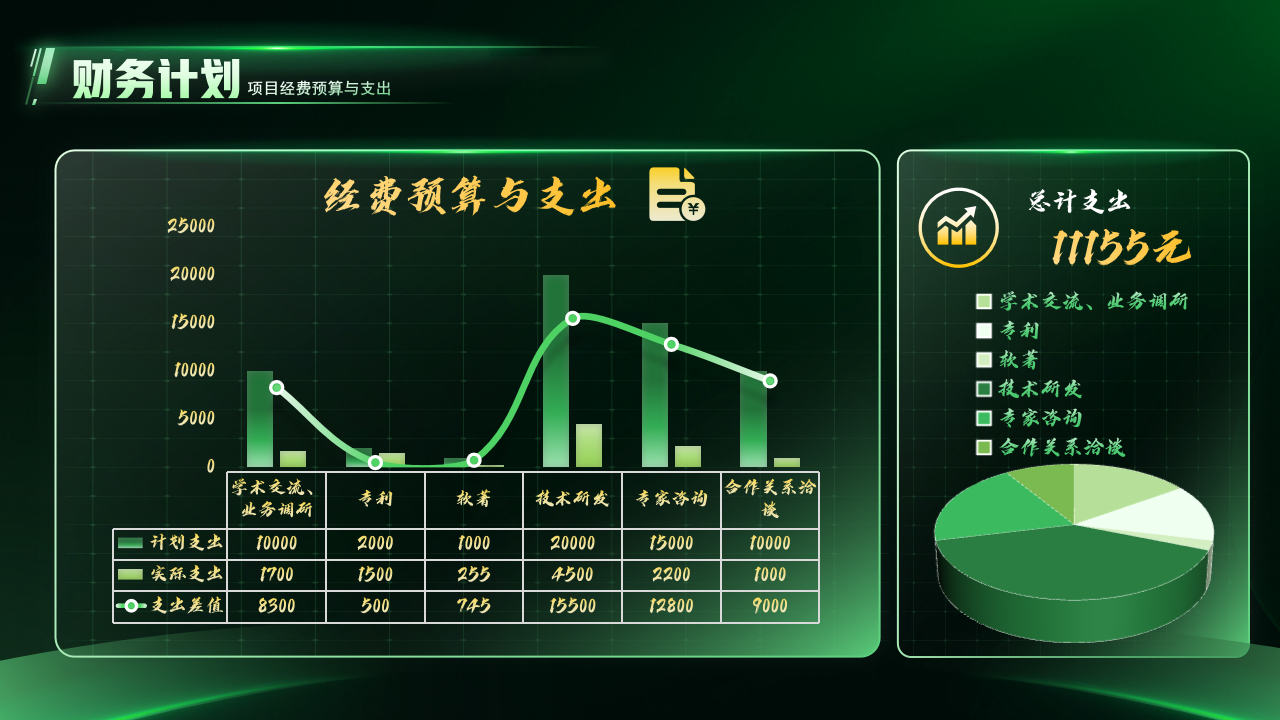 财务计划 项目经费预算与支出
经费预算与支出
¥
25000
20000
15000
10000
5000
0
学术交流、业务调研 专利 软著 技术研发 专家咨询 合作关系洽谈
计划支出 10000 2000 1000 20000 15000 10000
实际支出 1700 1500 255 4500 2200 1000
支出差值 8300 500 745 15500 12800 9000
总计支出
11155元
学术交流、业务调研
专利
软著
技术研发
专家咨询
合作关系洽谈